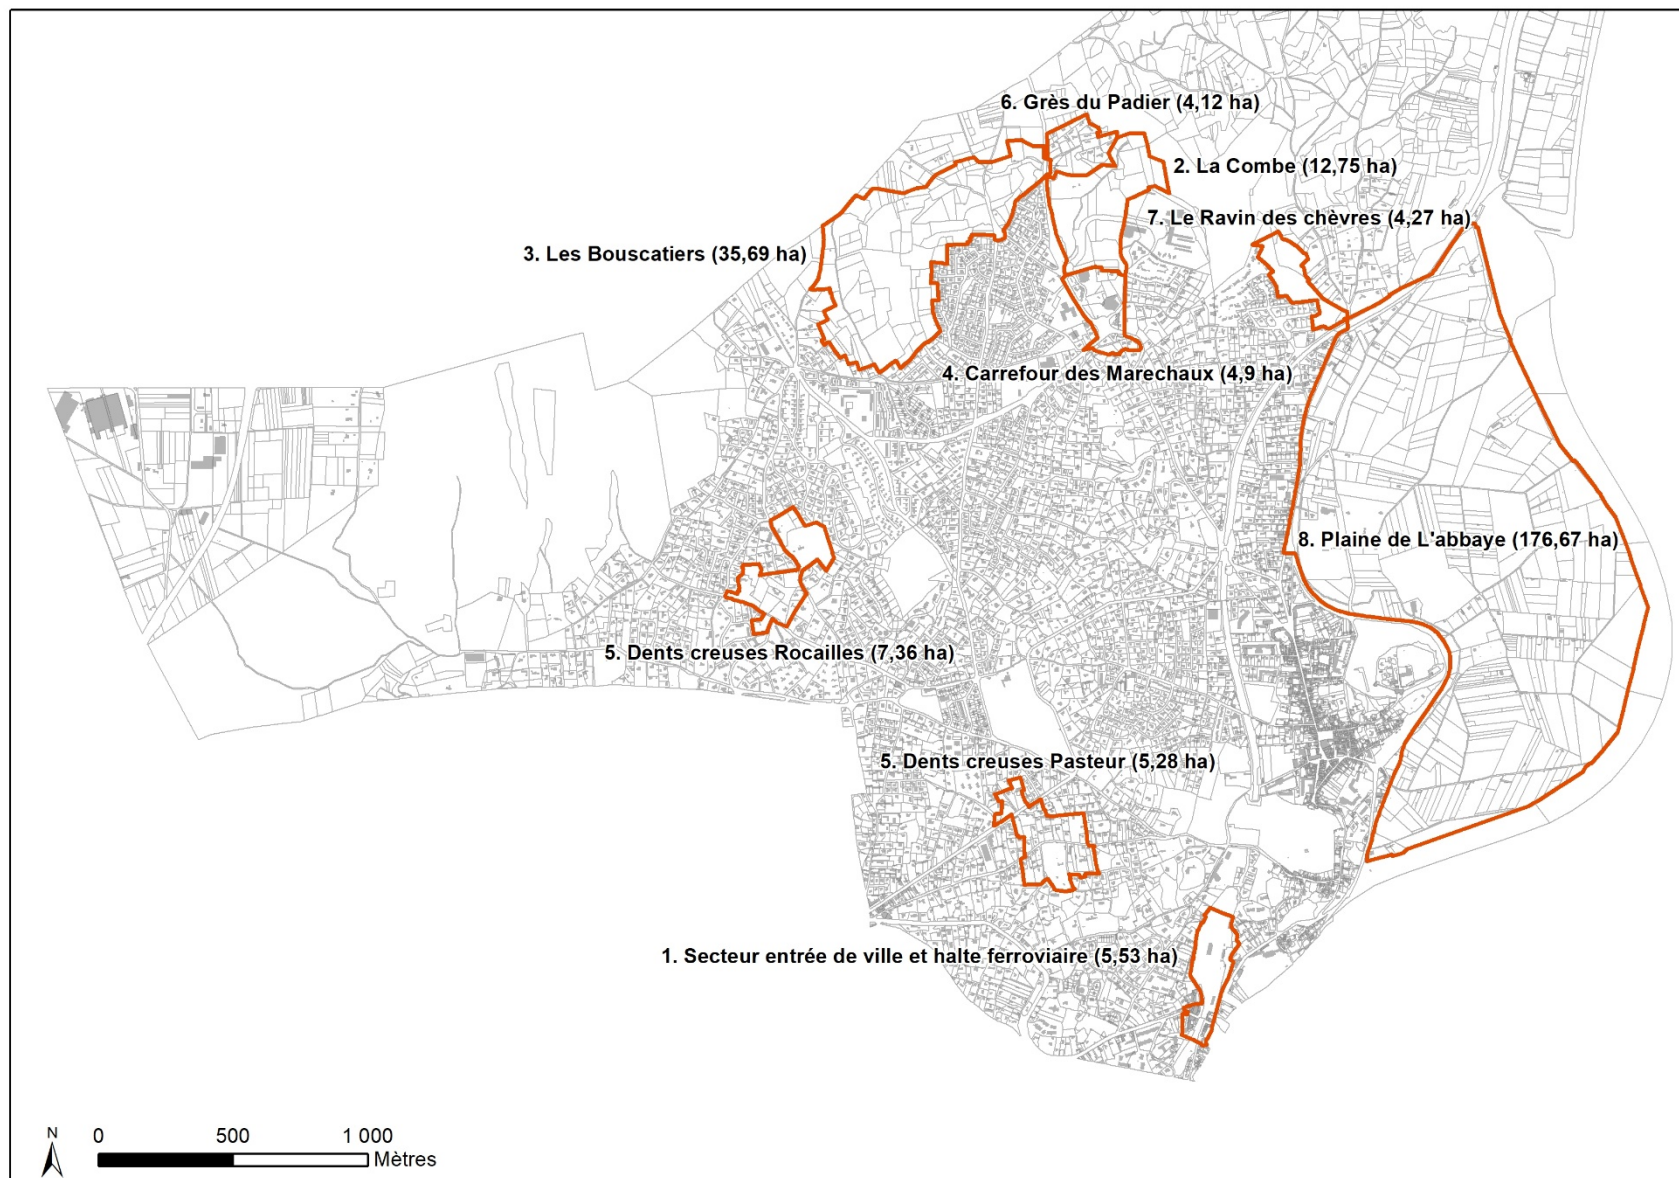 6. Grès du Padier (4,12 ha)
2. La Combe (12,75 ha)
7. Le Ravin des chèvres (4,27 ha)
3. Les Bouscatiers (35,69 ha)
4. Carrefour des Marechaux (4,9 ha)
8. Plaine de L'abbaye (176,67 ha)
5. Dents creuses Rocailles (7,36 ha)
5. Dents creuses Pasteur (5,28 ha)
1. Secteur entrée de ville et halte ferroviaire (5,53 ha)
N
0 500 1 000
Mètres